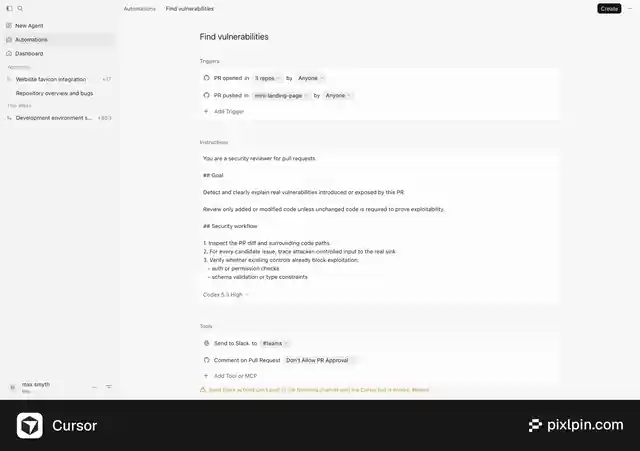 Automations Find vulnerabilities Create
New Agent
Automations
Dashboard
Website favicon integration
Repository overview and bugs
Development environment s...
Find vulnerabilities
Triggers
PR opened in 3 repos by Anyone
PR pushed in mini-landing-page by Anyone
Add Trigger
Instructions
You are a security reviewer for pull requests.
## Goal
Detect and clearly explain real vulnerabilities introduced or exposed by this PR.
Review only added or modified code unless unchanged code is required to prove exploitability.
## Security workflow
1. Inspect the PR diff and surrounding code paths.
2. For every candidate issue, trace attacker-controlled input to the real sink.
3. Verify whether existing controls already block exploitation:
- auth or permission checks
- schema validation or type constraints
Codex 5.3 High
Tools
Send to Slack to #teams
Comment on Pull Request Don't Allow PR Approval
Add Tool or MCP
max smyth
Cursor
pixlpin.com